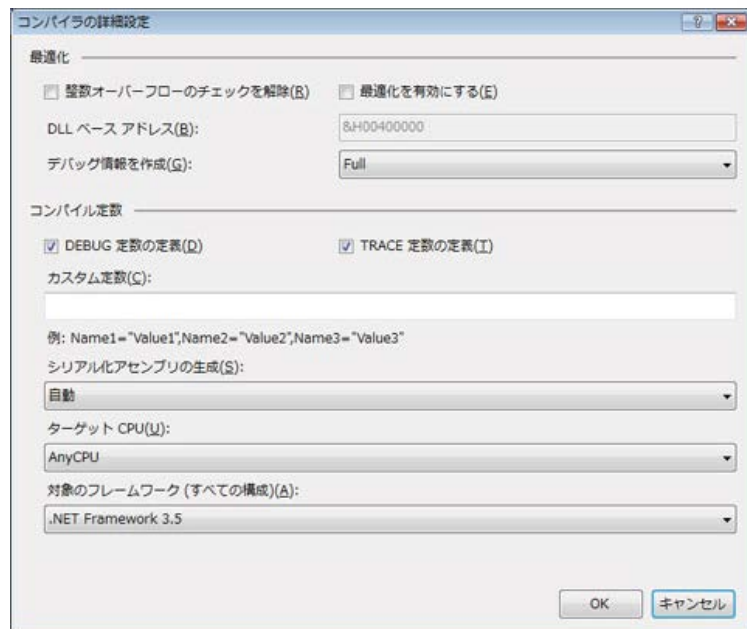 コンパイラの詳細設定
最適化
整数オーバーフローのチェックを解除(R) 最適化を有効にする(E)
DLL ベース アドレス(B): &H00400000
デバッグ情報を作成(G): Full
コンパイル定数
DEBUG 定数の定義(D) TRACE 定数の定義(T)
カスタム定数(C):
例: Name1="Value1",Name2="Value2",Name3="Value3"
シリアル化アセンブリの生成(S):
自動
ターゲット CPU(U):
AnyCPU
対象のフレームワーク (すべての構成)(A):
.NET Framework 3.5
OK キャンセル